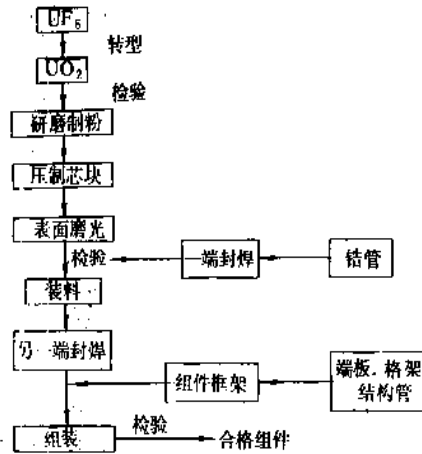 UF₆
转型
UO₂
检验
研磨制粉
压制芯块
表面磨光
检验
一端封焊
锆管
装料
另一端封焊
组件框架
端板.格架
结构管
组装
检验
合格组件